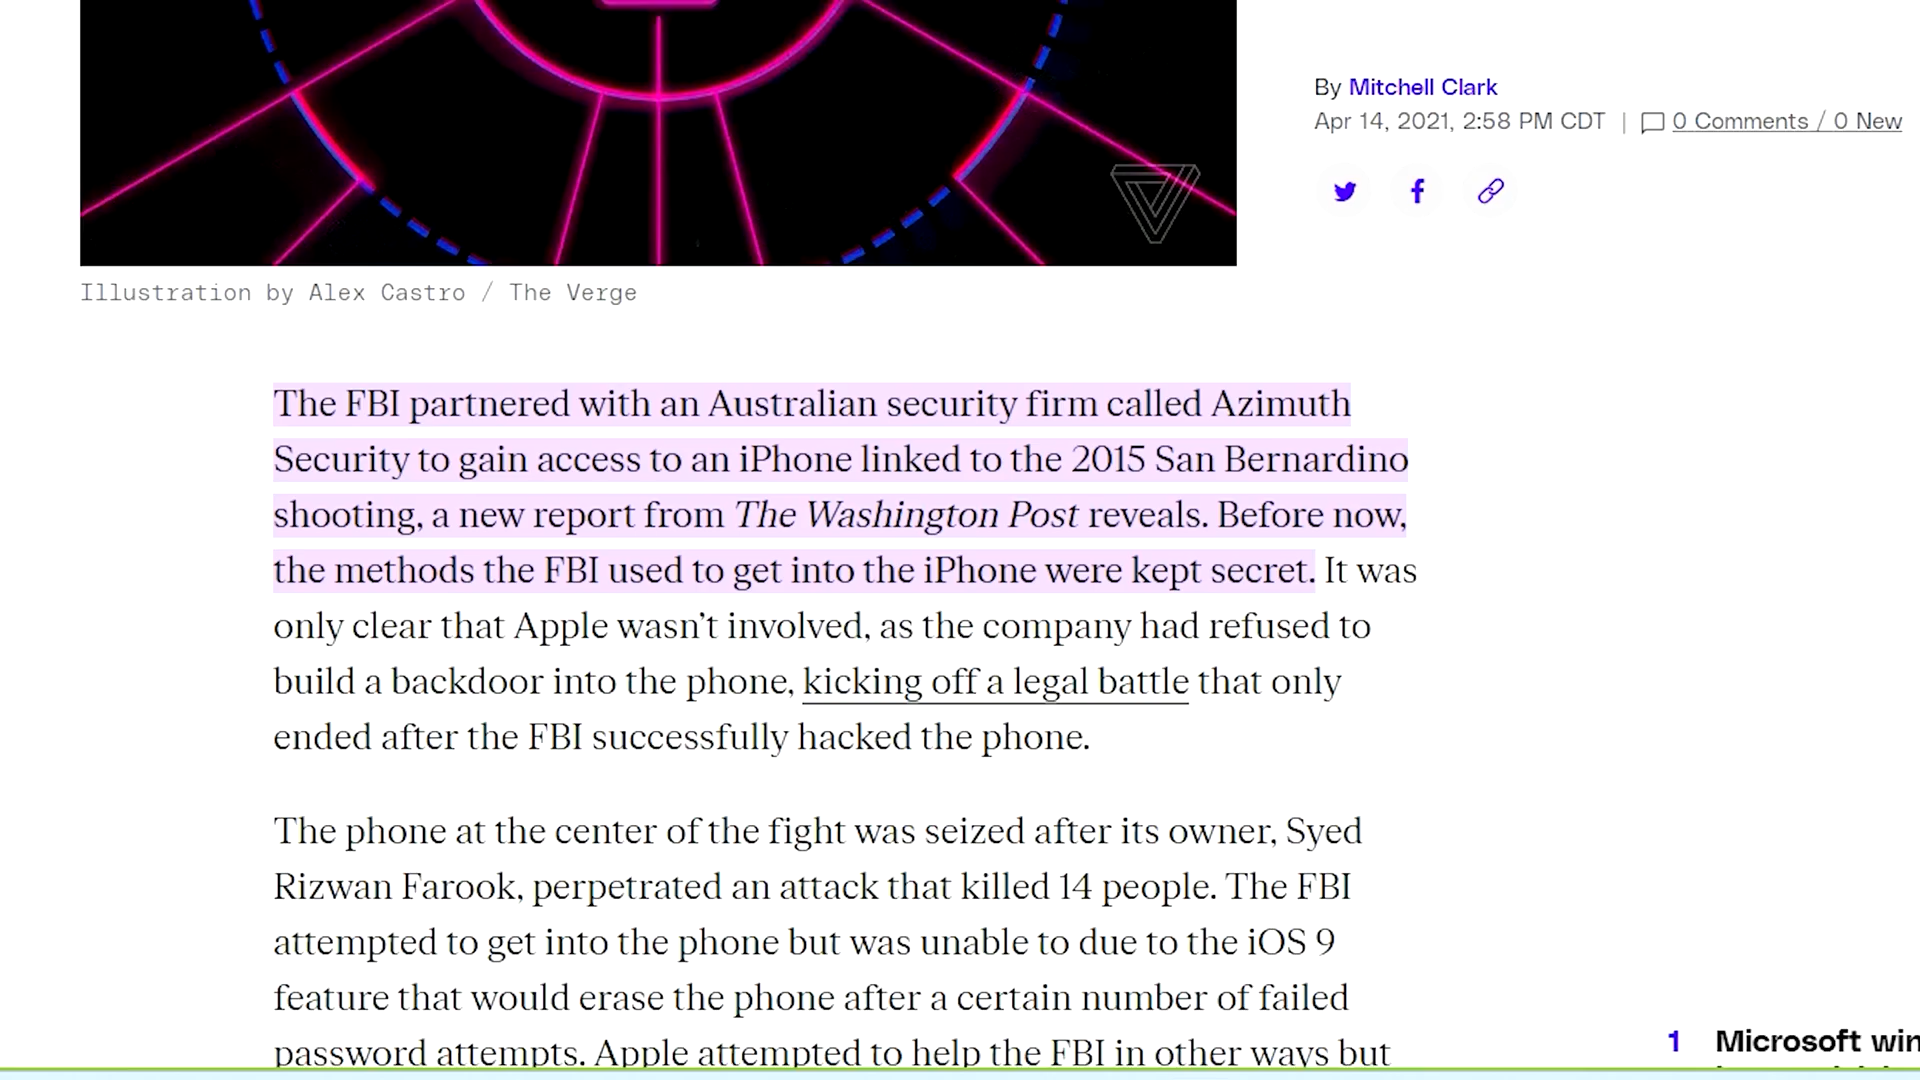 By Mitchell Clark
Apr 14, 2021, 2:58 PM CDT | 0 Comments / 0 New
Illustration by Alex Castro / The Verge
The FBI partnered with an Australian security firm called Azimuth
Security to gain access to an iPhone linked to the 2015 San Bernardino
shooting, a new report from The Washington Post reveals. Before now,
the methods the FBI used to get into the iPhone were kept secret. It was
only clear that Apple wasn’t involved, as the company had refused to
build a backdoor into the phone, kicking off a legal battle that only
ended after the FBI successfully hacked the phone.
The phone at the center of the fight was seized after its owner, Syed
Rizwan Farook, perpetrated an attack that killed 14 people. The FBI
attempted to get into the phone but was unable to due to the iOS 9
feature that would erase the phone after a certain number of failed
password attempts. Apple attempted to help the FBI in other ways but
1 Microsoft win